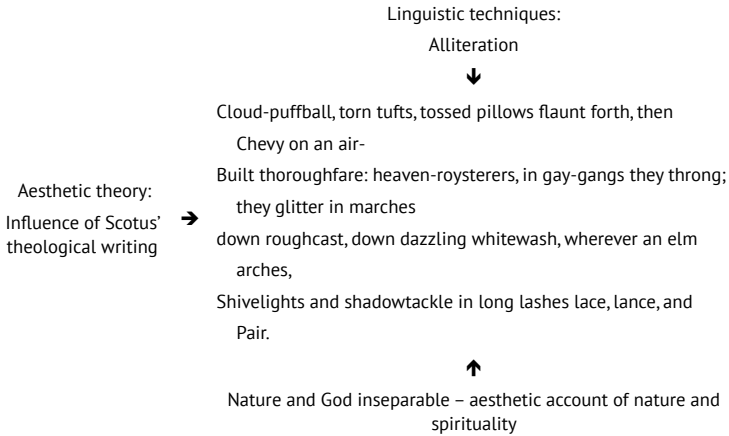 Linguistic techniques:
Alliteration
🡻
Cloud-puffball, torn tufts, tossed pillows flaunt forth, then
Chevy on an air-
Built thoroughfare: heaven-roysterers, in gay-gangs they throng;
they glitter in marches
down roughcast, down dazzling whitewash, wherever an elm
arches,
Shivelights and shadowtackle in long lashes lace, lance, and
Pair.
Aesthetic theory:
Influence of Scotus’
theological writing
🡺
🡹
Nature and God inseparable – aesthetic account of nature and
spirituality